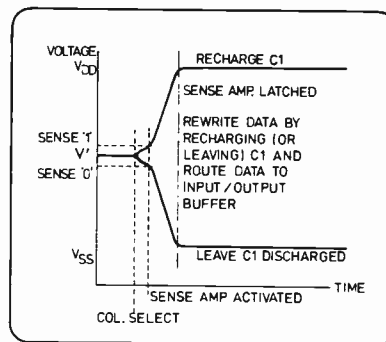 VOLTAGE
VDD
RECHARGE C1
SENSE AMP. LATCHED
REWRITE DATA BY
RECHARGING (OR
LEAVING) C1 AND
ROUTE DATA TO
INPUT/OUTPUT
BUFFER
SENSE '1'
V'
SENSE '0'
VSS
LEAVE C1 DISCHARGED
TIME
SENSE AMP ACTIVATED
COL. SELECT